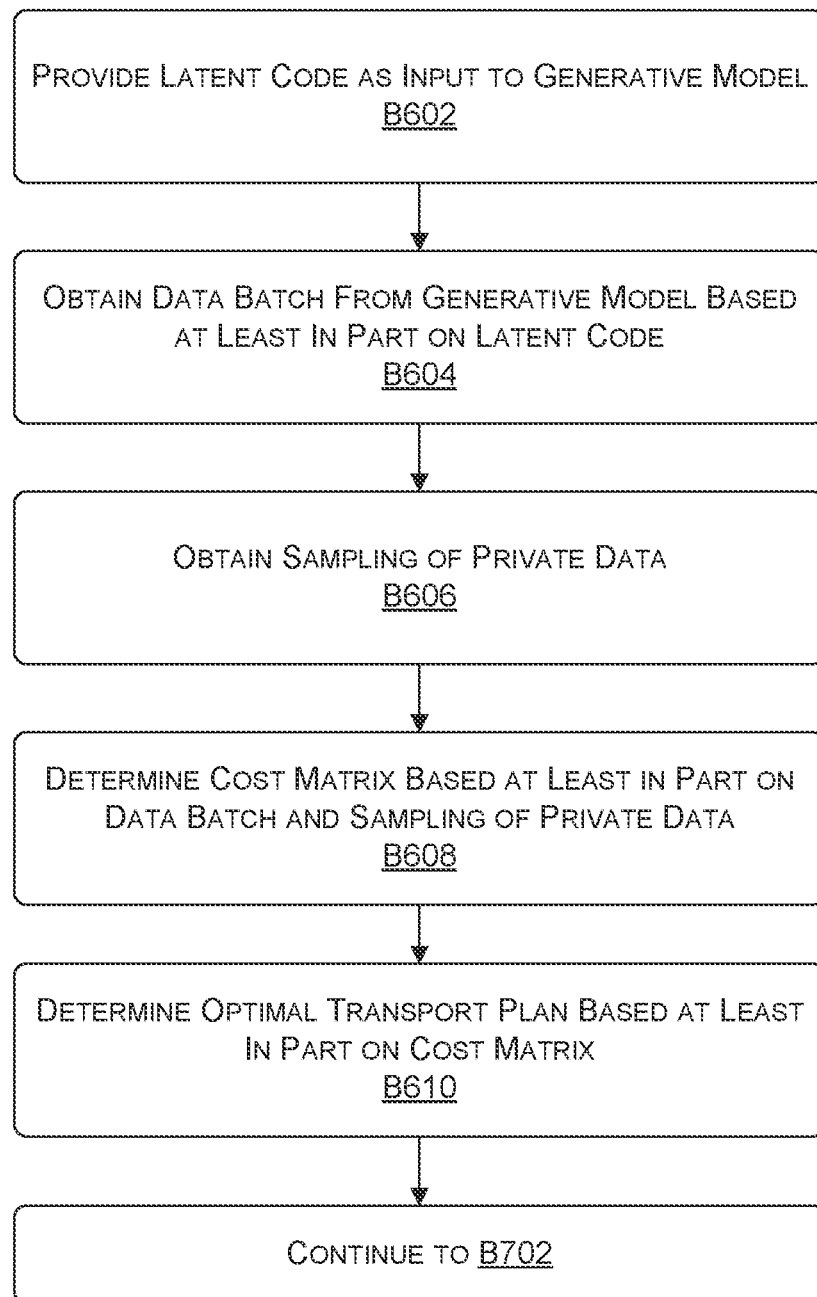 PROVIDE LATENT CODE AS INPUT TO GENERATIVE MODEL
B602
OBTAIN DATA BATCH FROM GENERATIVE MODEL BASED
AT LEAST IN PART ON LATENT CODE
B604
OBTAIN SAMPLING OF PRIVATE DATA
B606
DETERMINE COST MATRIX BASED AT LEAST IN PART ON
DATA BATCH AND SAMPLING OF PRIVATE DATA
B608
DETERMINE OPTIMAL TRANSPORT PLAN BASED AT LEAST
IN PART ON COST MATRIX
B610
CONTINUE TO B702